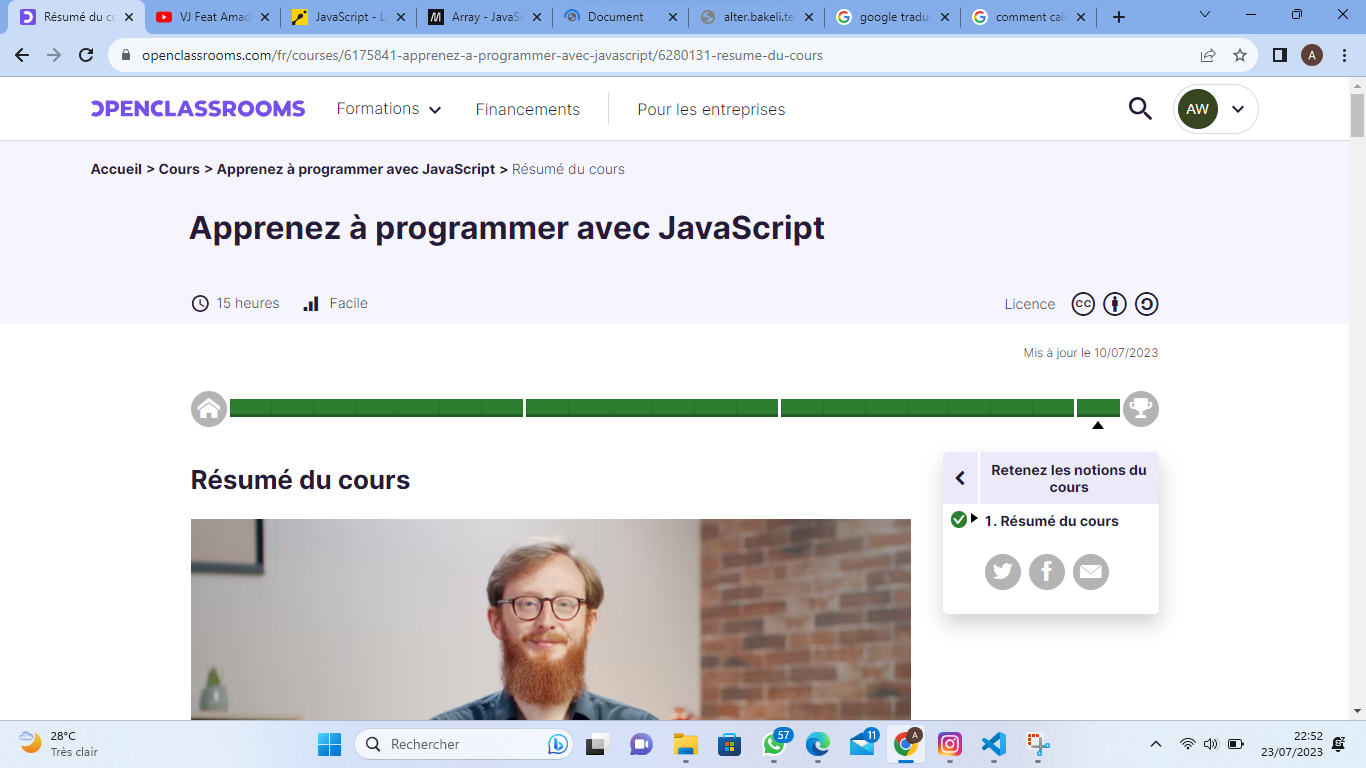 Résumé du co
VJ Feat Amad
JavaScript - Le
Array - JavaSc
Document
alter.bakeli.te
google traduc
comment calc
openclassrooms.com/fr/courses/6175841-apprenez-a-programmer-avec-javascript/6280131-resume-du-cours
A
OPENCLASSROOMS
Formations
Financements
Pour les entreprises
AW
Accueil > Cours > Apprenez à programmer avec JavaScript > Résumé du cours
Apprenez à programmer avec JavaScript
15 heures
Facile
Licence
CC
Mis à jour le 10/07/2023
Résumé du cours
Retenez les notions du
cours
1. Résumé du cours
28°C
Très clair
Rechercher
57
11
A
22:52
23/07/2023